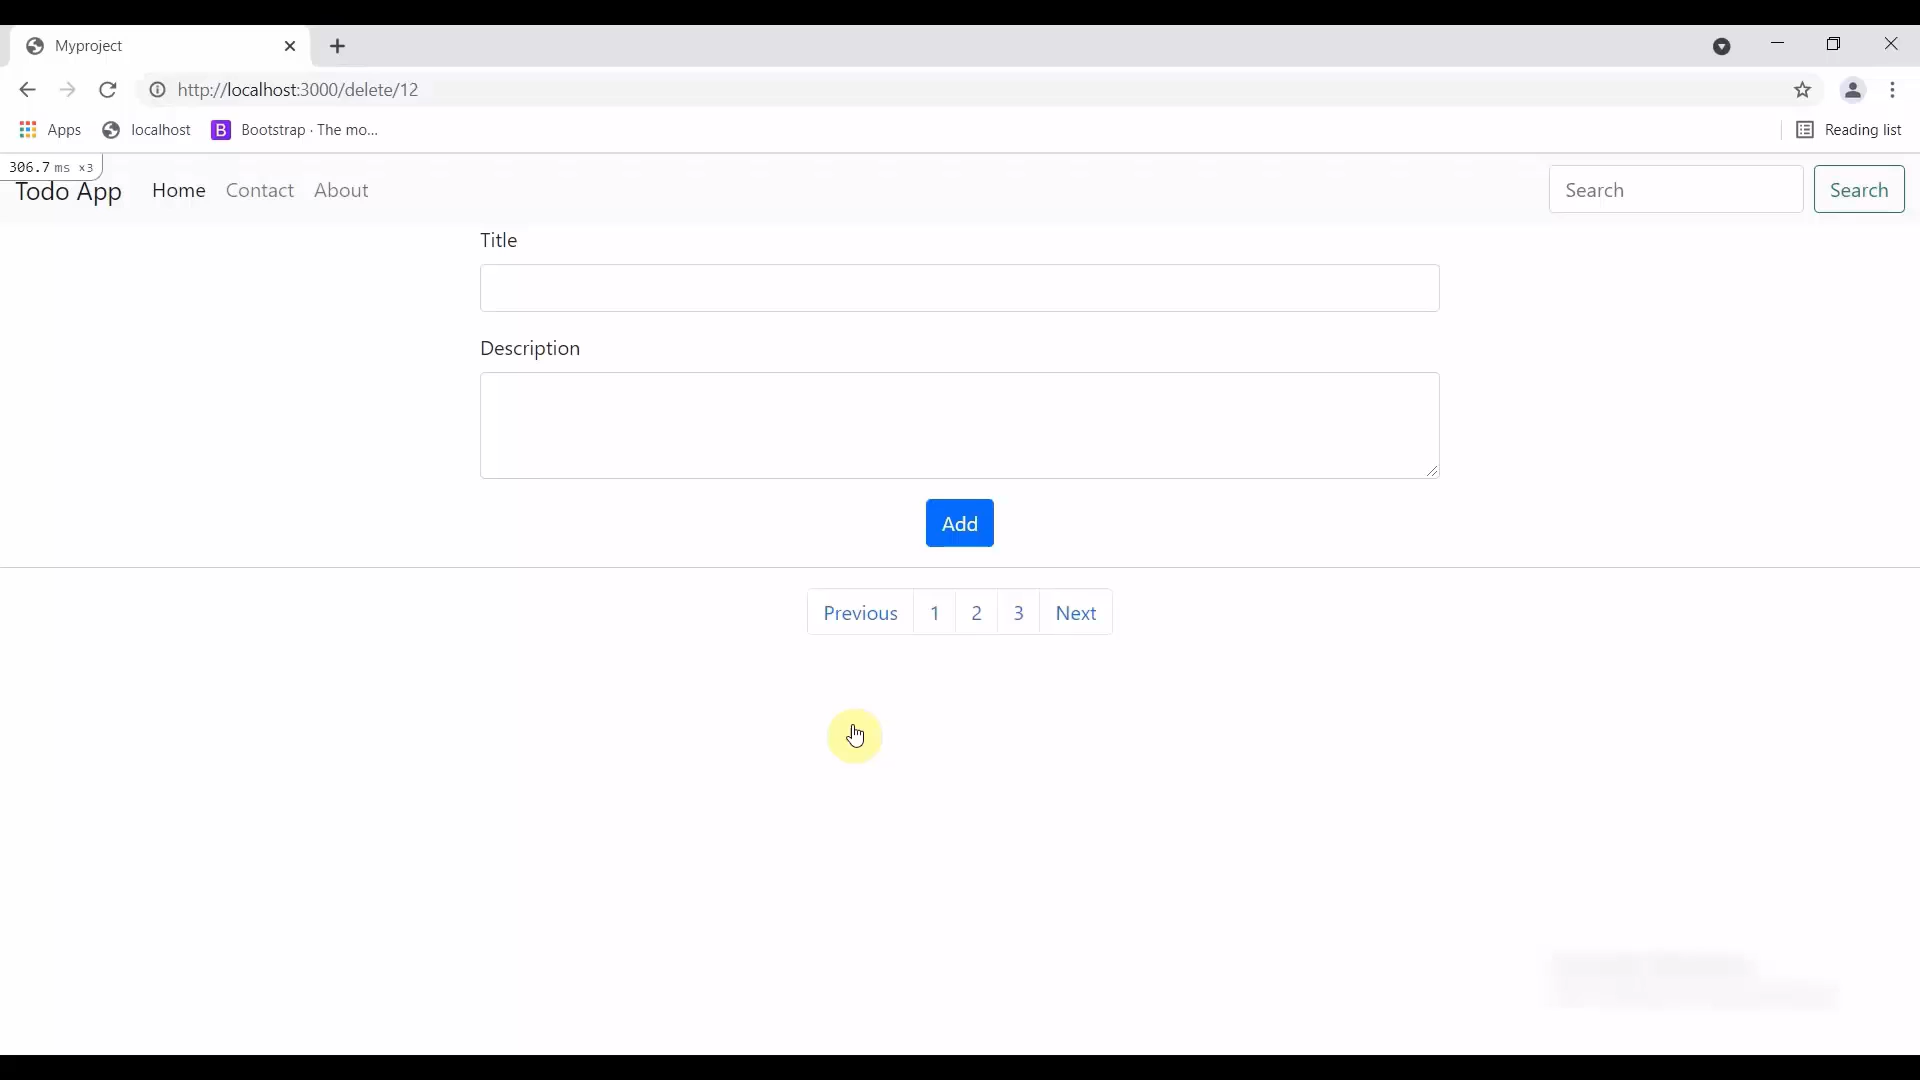 Myproject
http://localhost:3000/delete/12
Apps
localhost
B
Bootstrap · The mo...
Reading list
306.7 ms ×3
Todo App
Home
Contact
About
Search
Search
Title
Description
Add
Previous
1
2
3
Next